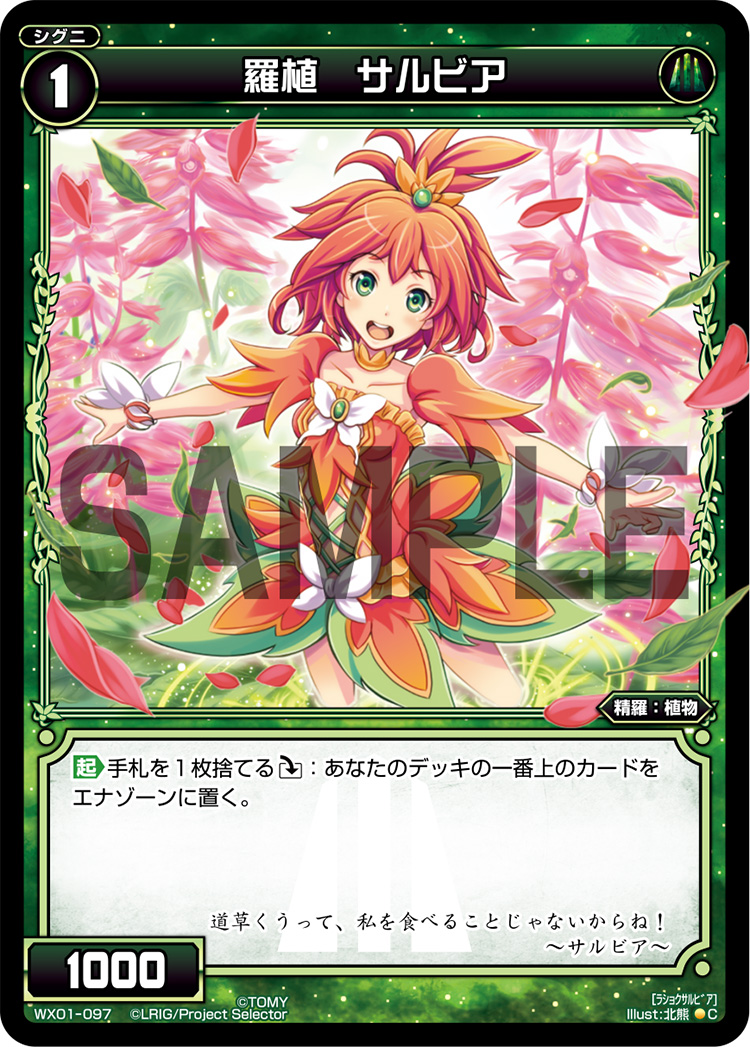 シグニ
1
羅植 サルビア
SAMPLE
精羅：植物
起 手札を1枚捨てる：あなたのデッキの一番上のカードを
エナゾーンに置く。
道草くうって、私を食べることじゃないからね！
～サルビア～
1000
©TOMY
[ﾗｼｮｸｻﾙﾋﾞｱ]
WX01-097 ©LRIG/Project Selector
Illust:北熊 C